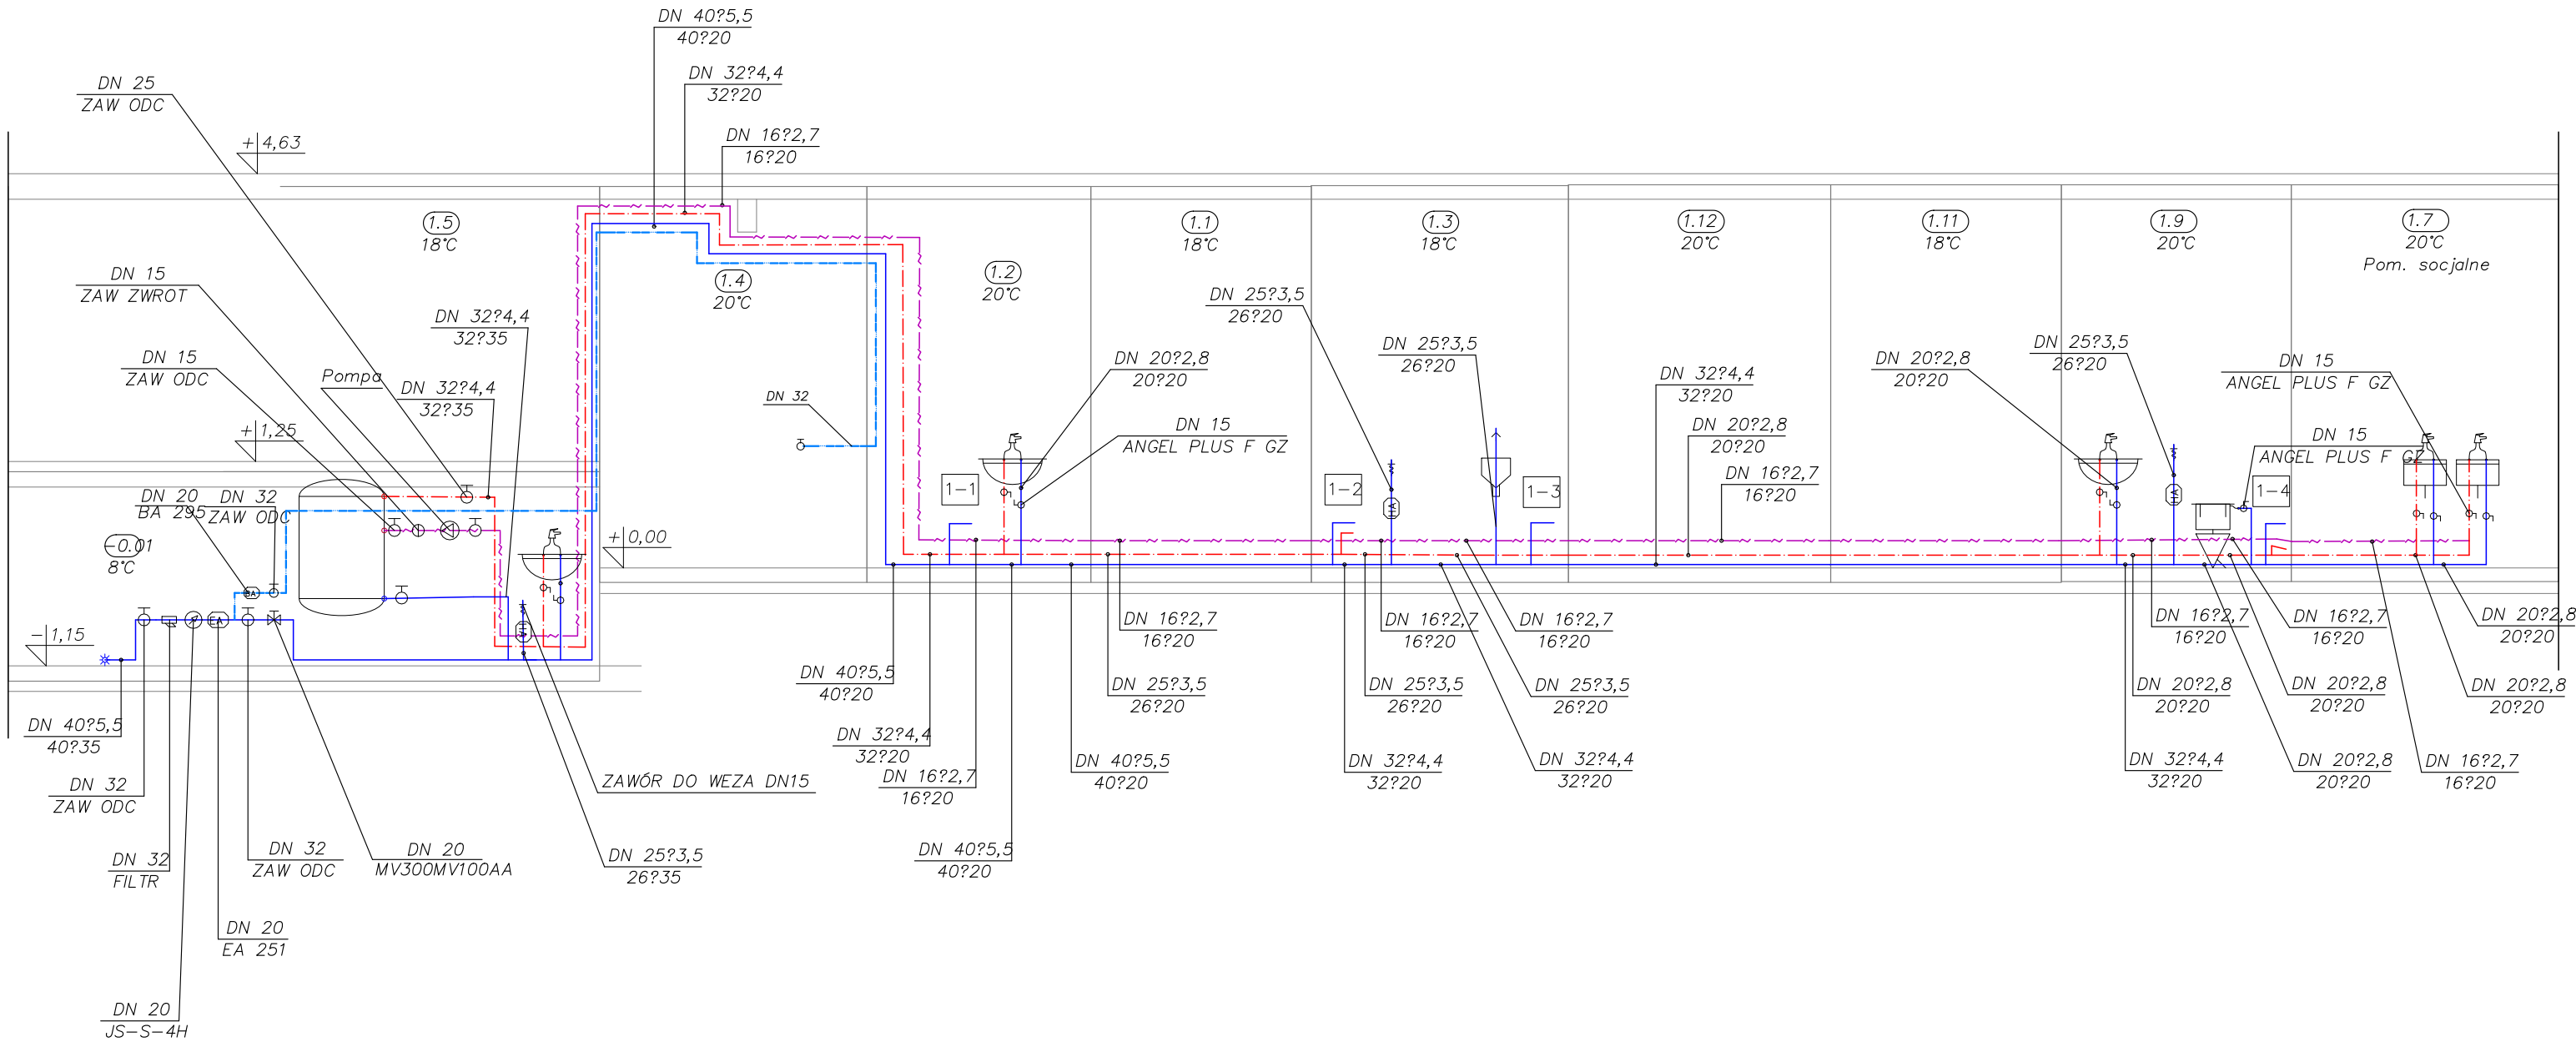 DN 40?5,5
40?20
DN 32?4,4
32?20
DN 16?2,7
16?20
DN 25
ZAW ODC
+4,63
1.5
18°C
1.4
20°C
1.2
20°C
1.1
18°C
1.3
18°C
1.12
20°C
1.11
18°C
1.9
20°C
1.7
20°C
Pom. socjalne
DN 15
ZAW ZWROT
DN 15
ZAW ODC
Pompa
DN 32?4,4
32?35
DN 32?4,4
32?35
+1,25
DN 32
DN 20?2,8
20?20
DN 15
ANGEL PLUS F GZ
DN 25?3,5
26?20
DN 25?3,5
26?20
DN 32?4,4
32?20
DN 20?2,8
20?20
DN 16?2,7
16?20
DN 20?2,8
20?20
DN 25?3,5
26?20
DN 15
ANGEL PLUS F GZ
DN 15
ANGEL PLUS F GZ
DN 20
BA 295
DN 32
ZAW ODC
-0.01
8°C
+0,00
1-1
1-2
1-3
1-4
HA
HA
HA
BA
EA
-1,15
DN 40?5,5
40?35
DN 32
ZAW ODC
DN 32
FILTR
DN 20
JS-S-4H
DN 20
EA 251
DN 32
ZAW ODC
DN 20
MV300MV100AA
ZAWÓR DO WEZA DN15
DN 25?3,5
26?35
DN 40?5,5
40?20
DN 32?4,4
32?20
DN 16?2,7
16?20
DN 40?5,5
40?20
DN 40?5,5
40?20
DN 16?2,7
16?20
DN 25?3,5
26?20
DN 16?2,7
16?20
DN 25?3,5
26?20
DN 32?4,4
32?20
DN 16?2,7
16?20
DN 25?3,5
26?20
DN 32?4,4
32?20
DN 16?2,7
16?20
DN 20?2,8
20?20
DN 32?4,4
32?20
DN 16?2,7
16?20
DN 20?2,8
20?20
DN 20?2,8
20?20
DN 20?2,8
20?20
DN 20?2,8
20?20
DN 16?2,7
16?20